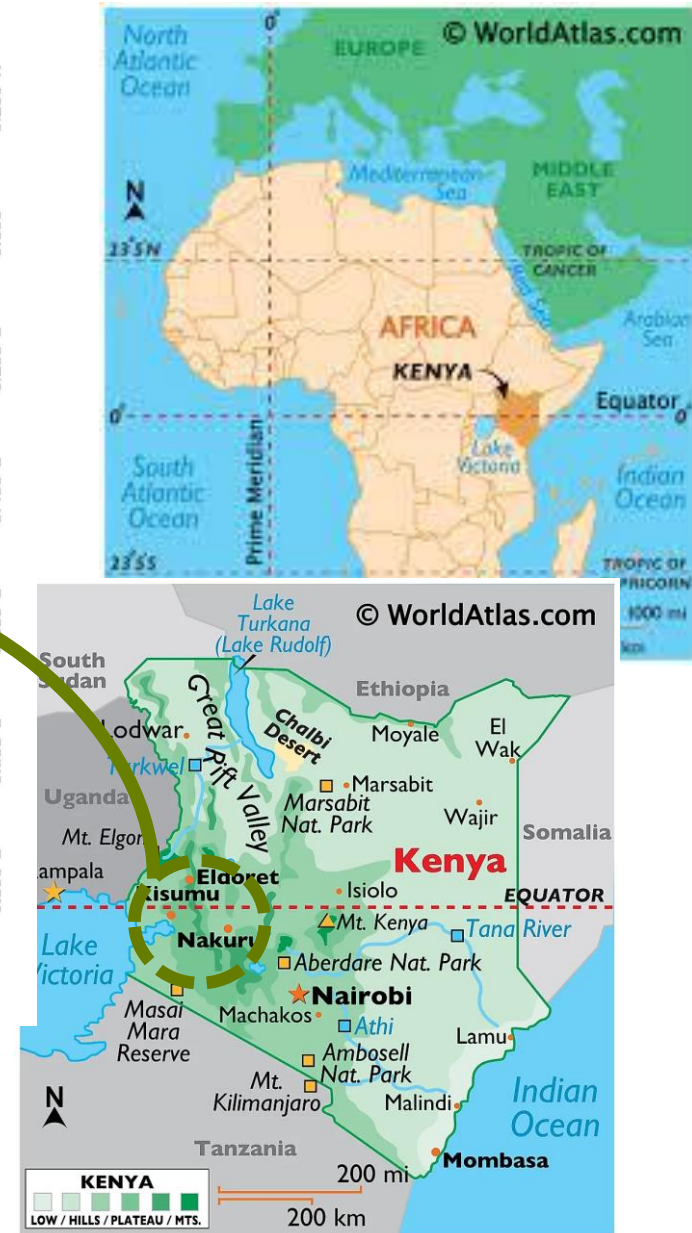 © WorldAtlas.com
North
Atlantic
Ocean
EUROPE
Mediterranean
Sea
MIDDLE
EAST
N
23°5N
TROPIC OF
CANCER
Red Sea
Arabian
Sea
AFRICA
KENYA
Equator
0°
0°
0°
Lake
Victoria
South
Atlantic
Ocean
Prime Meridian
Indian
Ocean
23°5S
TROPIC OF
PRICORN
1000 mi
km
© WorldAtlas.com
Lake
Turkana
(Lake Rudolf)
South
Sudan
Ethiopia
Great Rift Valley
Chalbi
Desert
Lodwar
Moyale
El
Wak
Turkwel
Marsabit
Marsabit
Nat. Park
Uganda
Wajir
Somalia
Mt. Elgon
Kenya
ampala
Eldoret
Kisumu
Isiolo
EQUATOR
Mt. Kenya
Tana River
Nakuru
Lake
Victoria
Aberdare Nat. Park
Nairobi
Masai
Mara
Reserve
Machakos
Athi
Lamu
Ambosell
Nat. Park
Mt.
Kilimanjaro
Malindi
Indian
Ocean
N
Tanzania
Mombasa
KENYA
LOW / HILLS / PLATEAU / MTS.
200 mi
200 km